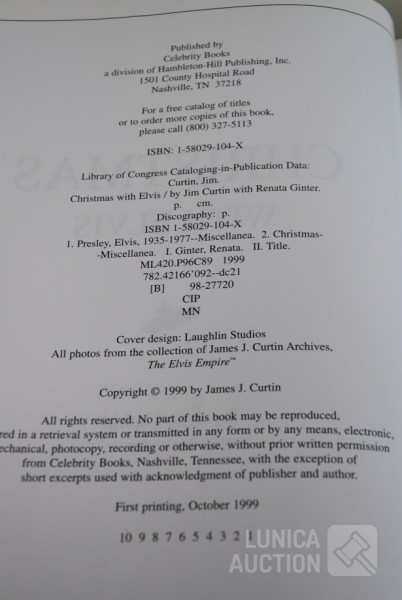 Published by
Celebrity Books
a division of Hambleton-Hill Publishing, Inc.
1501 County Hospital Road
Nashville, TN 37218
For a free catalog of titles
or to order more copies of this book,
please call (800) 327-5113
ISBN: 1-58029-104-X
Library of Congress Cataloging-in-Publication Data:
Curtin, Jim.
Christmas with Elvis / by Jim Curtin with Renata Ginter.
p. cm.
Discography: p.
ISBN 1-58029-104-X
1. Presley, Elvis, 1935-1977--Miscellanea. 2. Christmas-
-Miscellanea. I. Ginter, Renata. II. Title.
ML420.P96C89 1999
782.42166'092--dc21
[B] 98-27720
CIP
MN
Cover design: Laughlin Studios
All photos from the collection of James J. Curtin Archives,
The Elvis Empire™
Copyright © 1999 by James J. Curtin
All rights reserved. No part of this book may be reproduced,
red in a retrieval system or transmitted in any form or by any means, electronic,
echanical, photocopy, recording or otherwise, without prior written permission
from Celebrity Books, Nashville, Tennessee, with the exception of
short excerpts used with acknowledgment of publisher and author.
First printing, October 1999
10 9 8 7 6 5 4 3 2 1
LUNICA
AUCTION